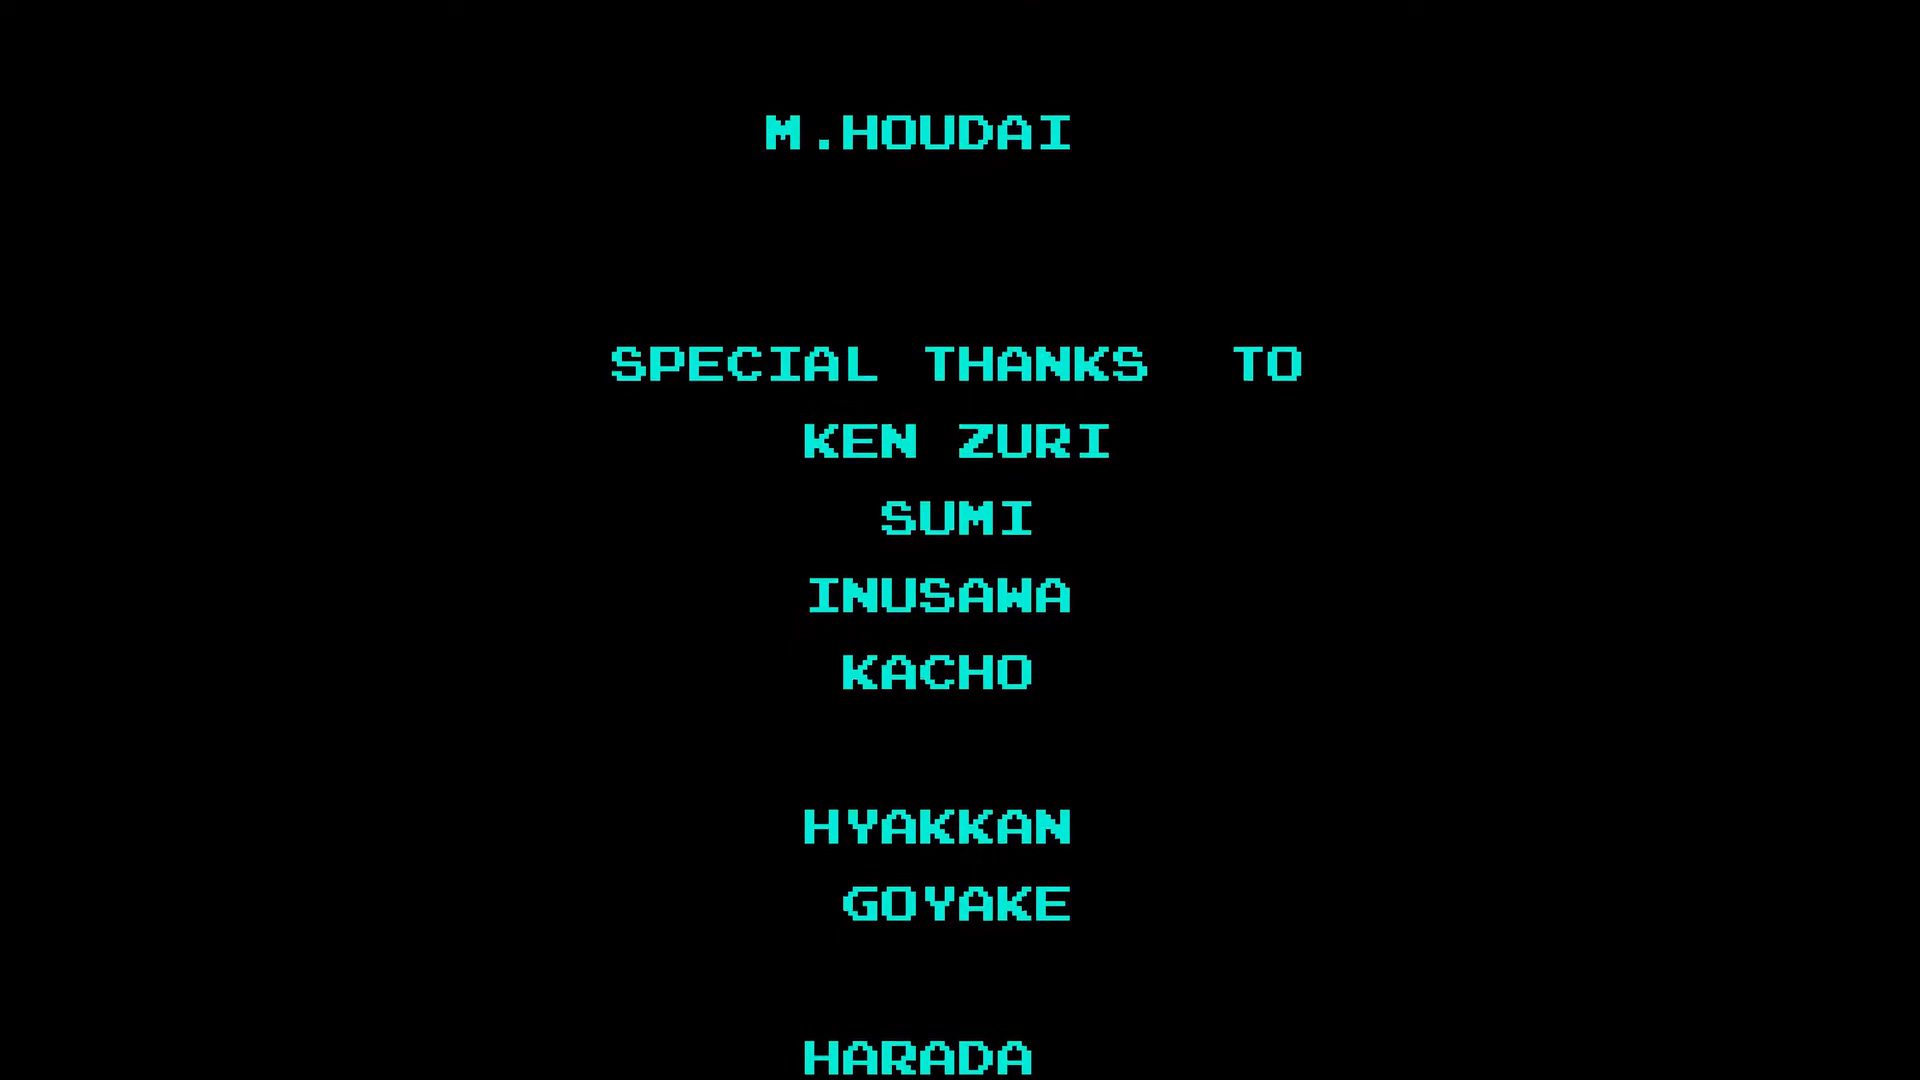 M.HOUDAI
SPECIAL THANKS  TO
KEN ZURI
SUMI
INUSAWA
KACHO
HYAKKAN
GOYAKE
HARADA